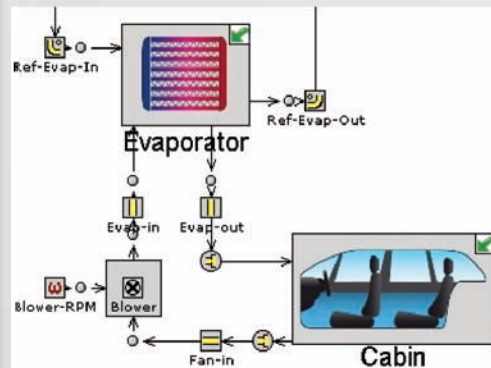 Ref-Evap-In
Ref-Evap-Out
Evaporator
Evap-in
Evap-out
Blower-RPM
ω
Blower
Fan-in
Cabin